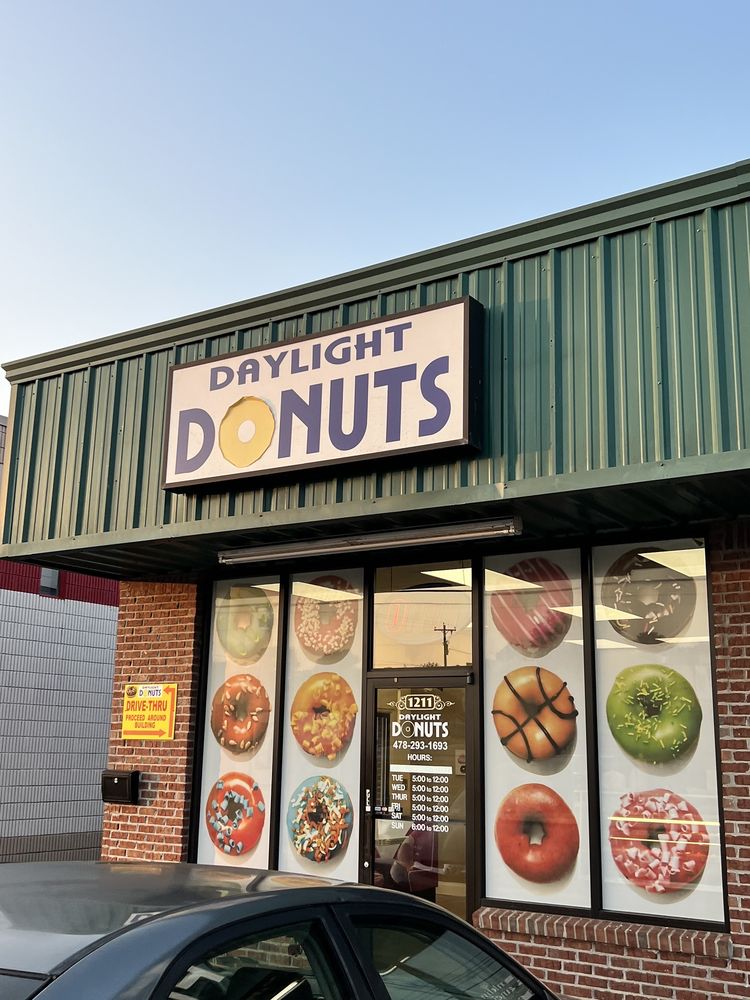 DAYLIGHT
DONUTS
DAYLIGHT
DONUTS
DRIVE-THRU
PROCEED AROUND
BUILDING
1211
DAYLIGHT
DONUTS
478-293-1693
HOURS:
TUE 5:00 to 12:00
WED 5:00 to 12:00
THUR 5:00 to 12:00
FRI 5:00 to 12:00
SAT 5:00 to 12:00
SUN 6:00 to 12:00